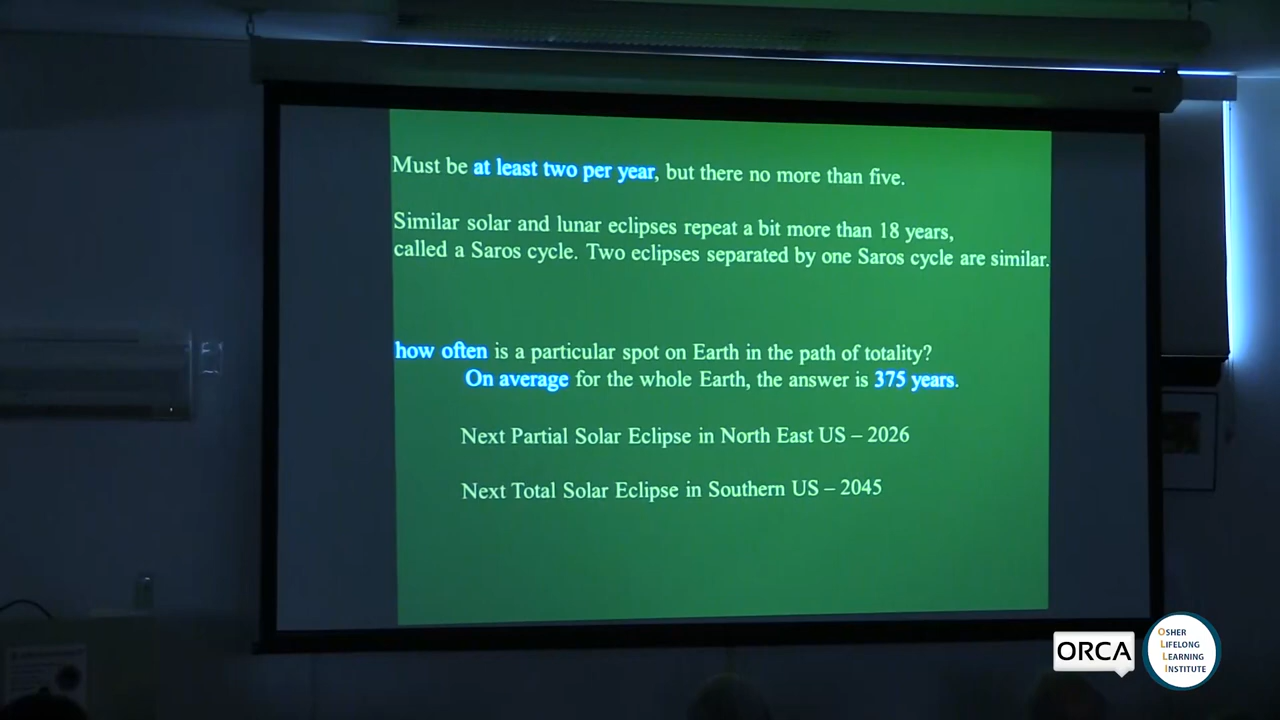 Must be at least two per year, but there no more than five.
Similar solar and lunar eclipses repeat a bit more than 18 years,
called a Saros cycle. Two eclipses separated by one Saros cycle are similar.
how often is a particular spot on Earth in the path of totality?
On average for the whole Earth, the answer is 375 years.
Next Partial Solar Eclipse in North East US – 2026
Next Total Solar Eclipse in Southern US – 2045
ORCA
OSHER
LIFELONG
LEARNING
INSTITUTE